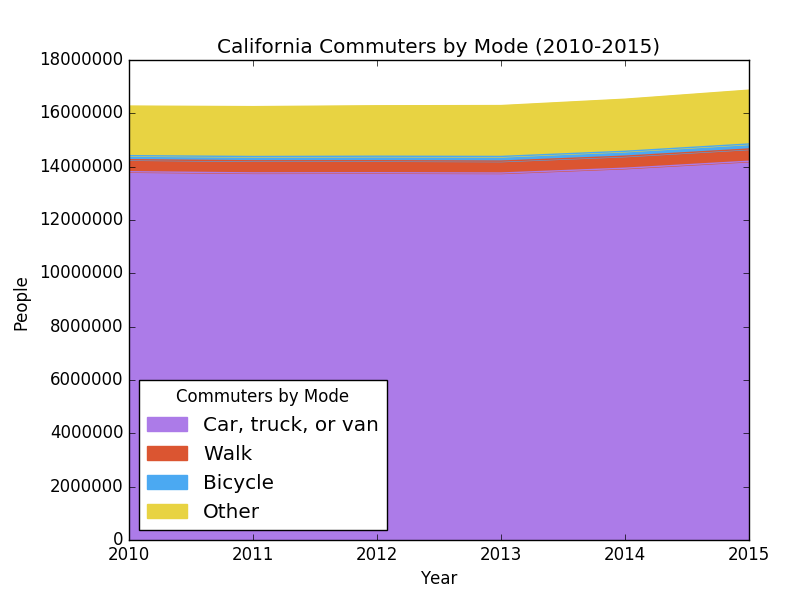 California Commuters by Mode (2010-2015)
18000000
16000000
14000000
12000000
10000000
8000000
6000000
4000000
2000000
0
People
Commuters by Mode
Car, truck, or van
Walk
Bicycle
Other
2010 2011 2012 2013 2014 2015
Year